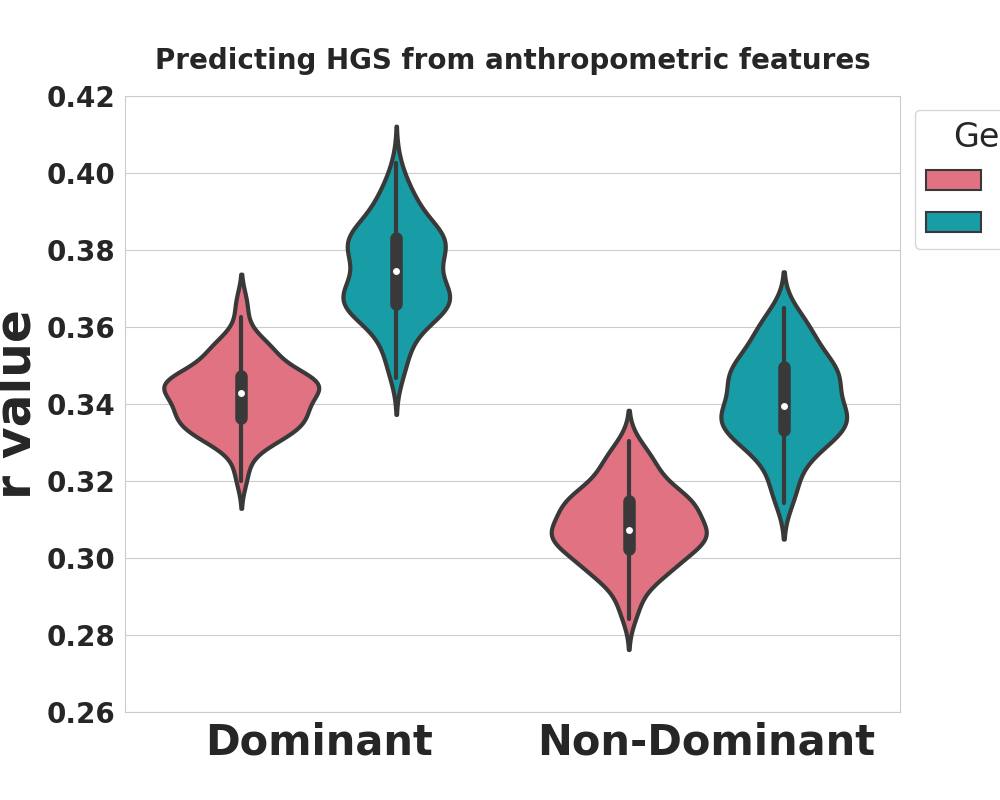 Predicting HGS from anthropometric features
r value
0.42
0.40
0.38
0.36
0.34
0.32
0.30
0.28
0.26
Dominant
Non-Dominant